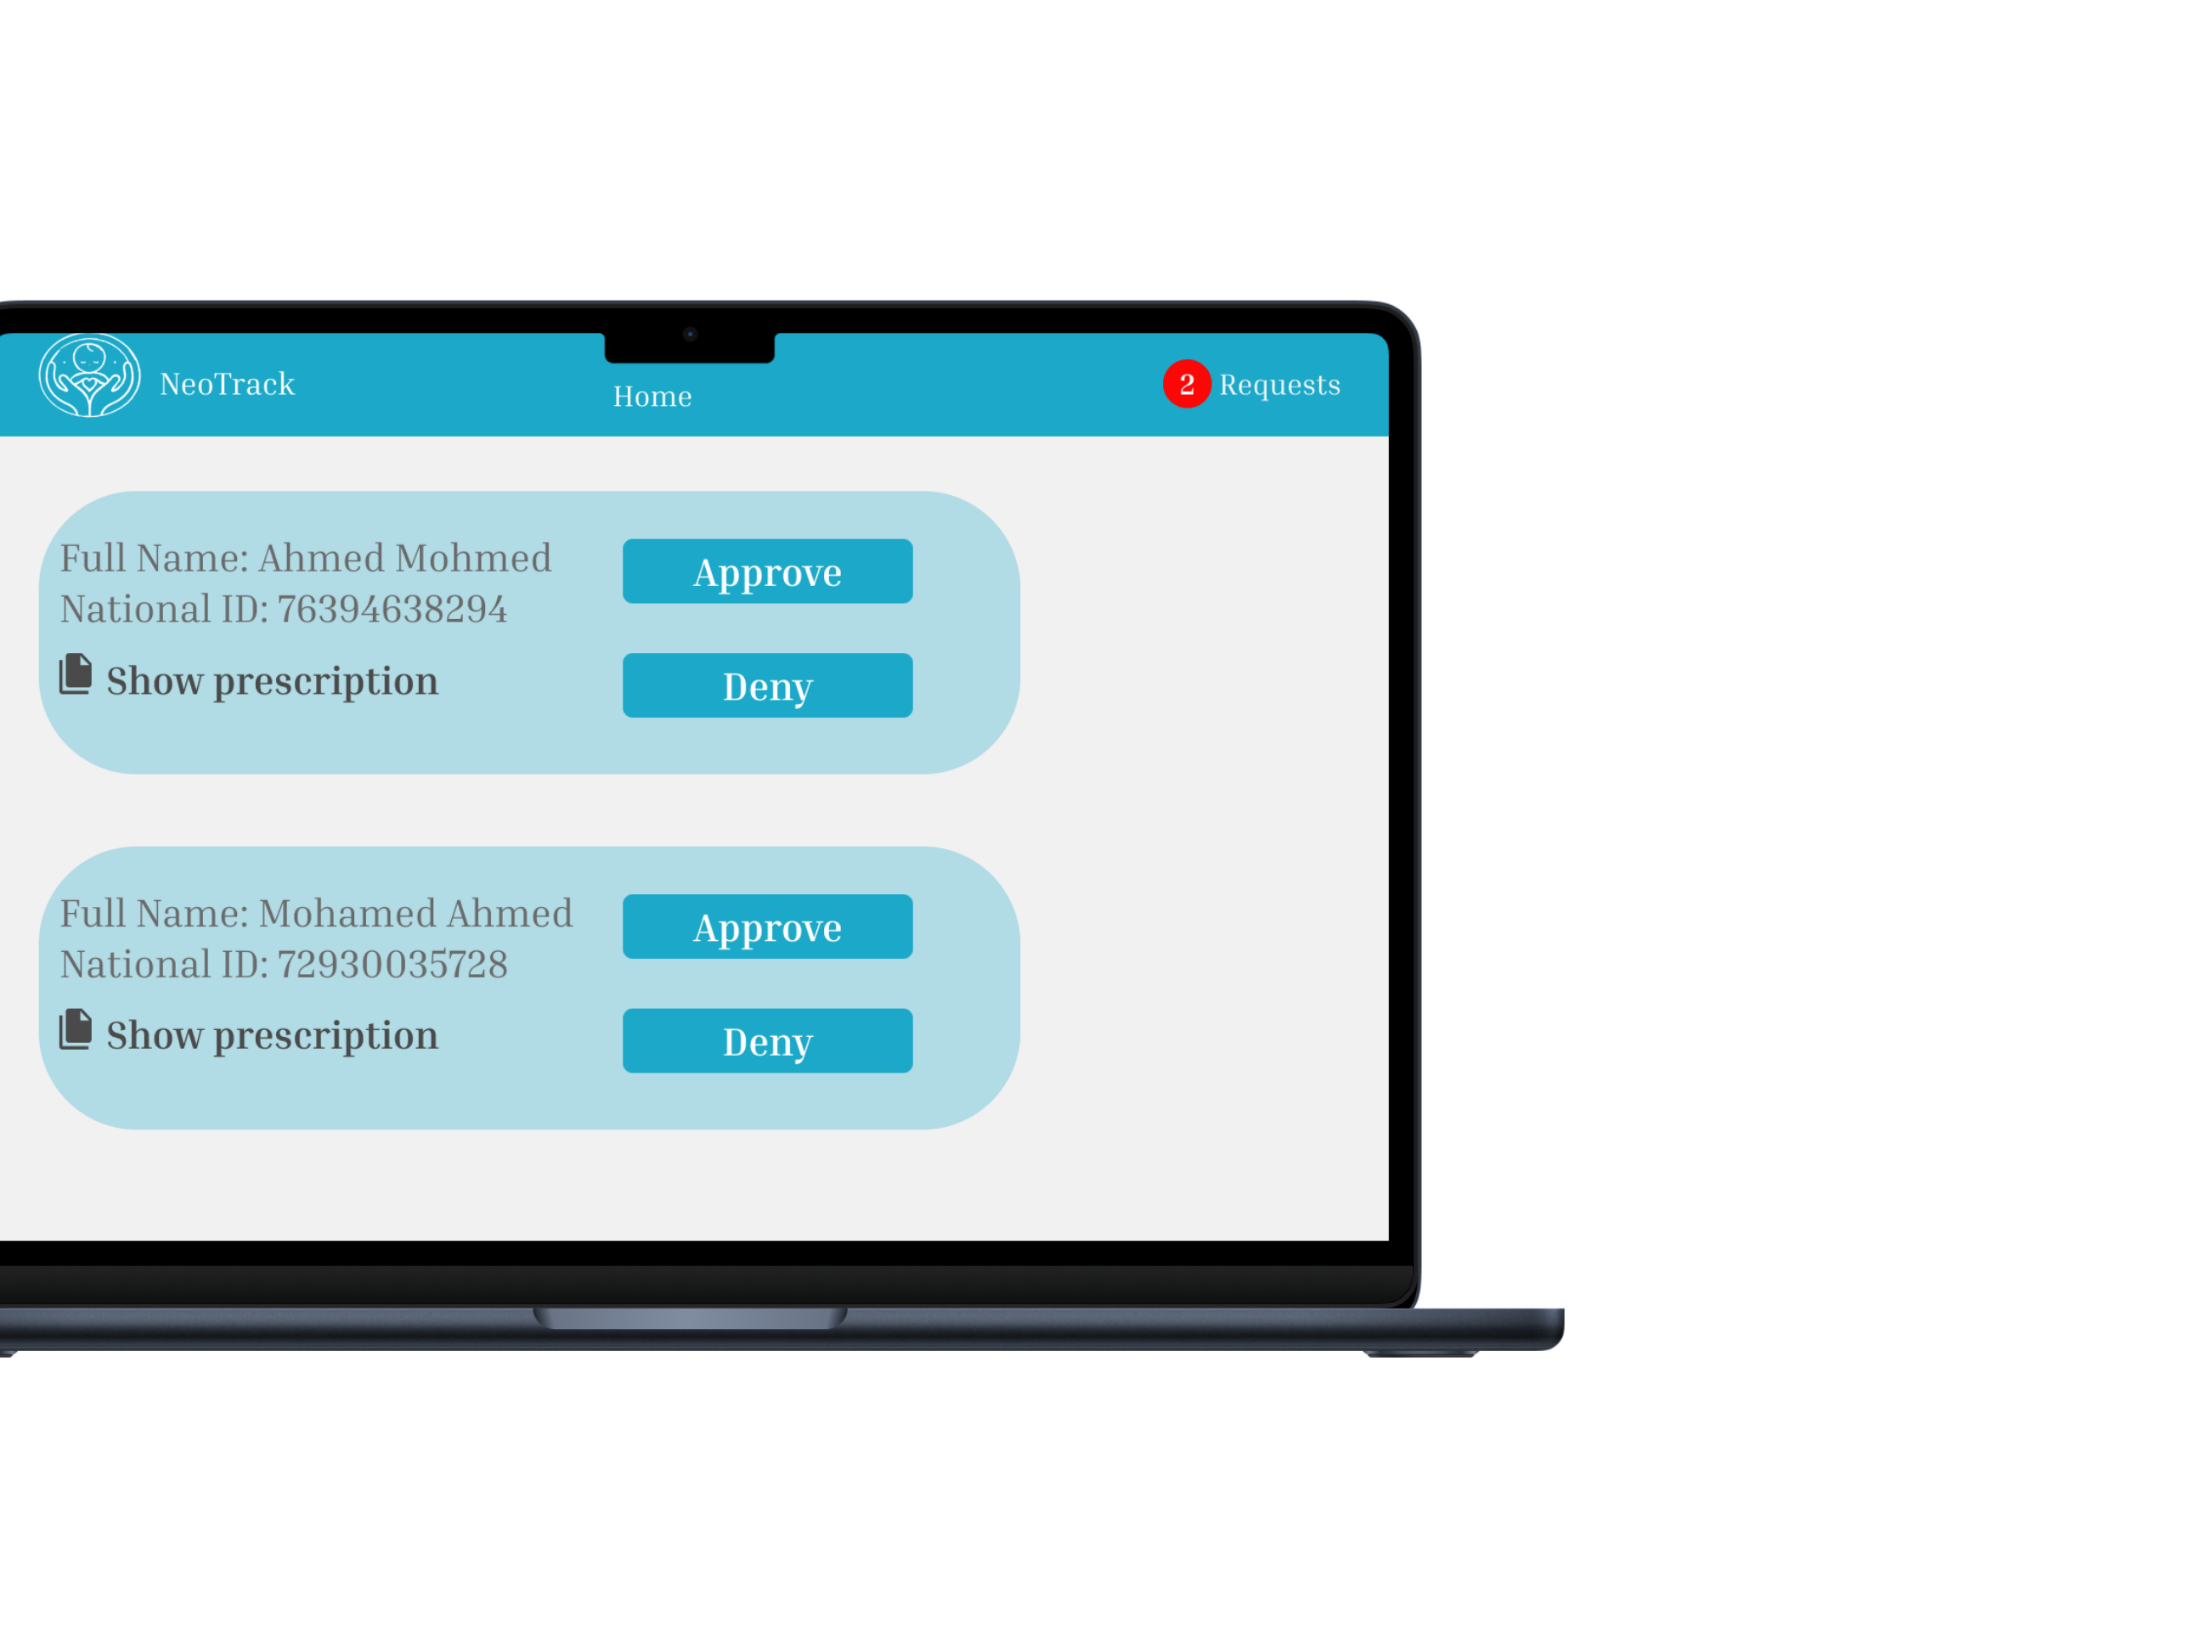 NeoTrack
Home
2 Requests
Full Name: Ahmed Mohmed
National ID: 76394638294
Show prescription
Approve
Deny
Full Name: Mohamed Ahmed
National ID: 72930035728
Show prescription
Approve
Deny